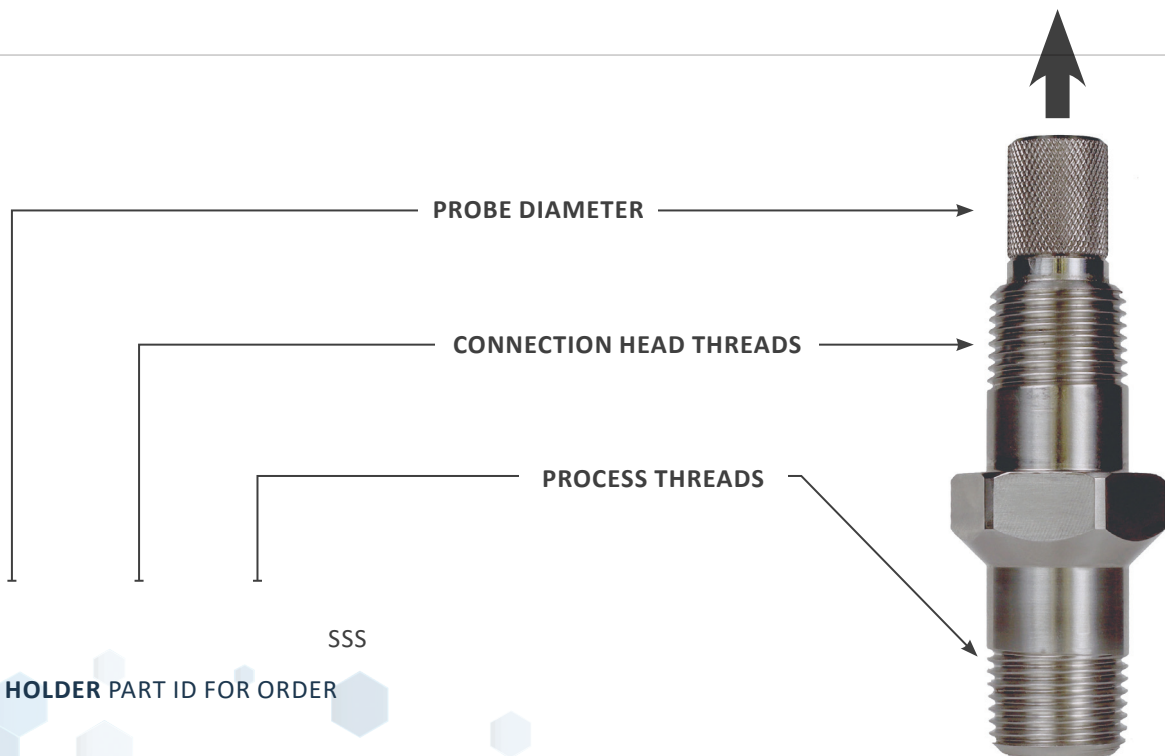 PROBE DIAMETER
CONNECTION HEAD THREADS
PROCESS THREADS
SSS
HOLDER PART ID FOR ORDER